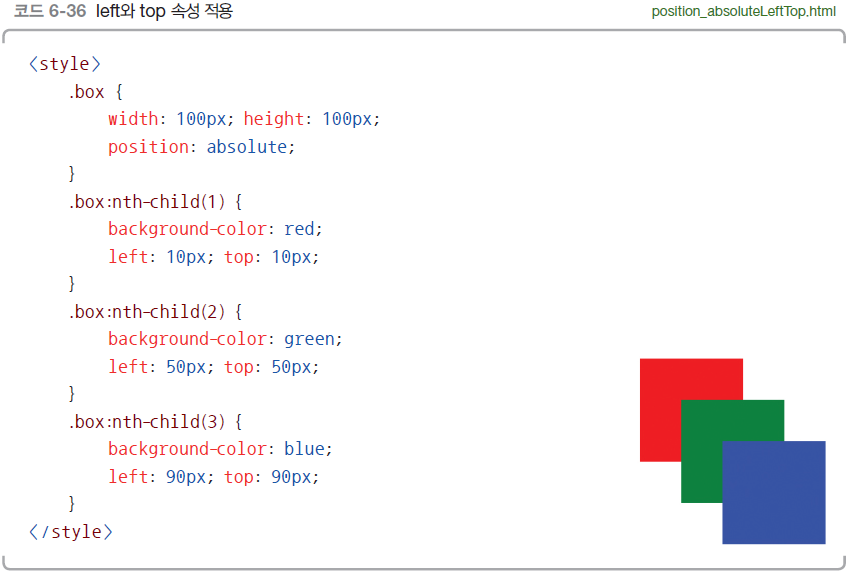 코드 6-36 left와 top 속성 적용
position_absoluteLeftTop.html
<style>
.box {
width: 100px; height: 100px;
position: absolute;
}
.box:nth-child(1) {
background-color: red;
left: 10px; top: 10px;
}
.box:nth-child(2) {
background-color: green;
left: 50px; top: 50px;
}
.box:nth-child(3) {
background-color: blue;
left: 90px; top: 90px;
}
</style>